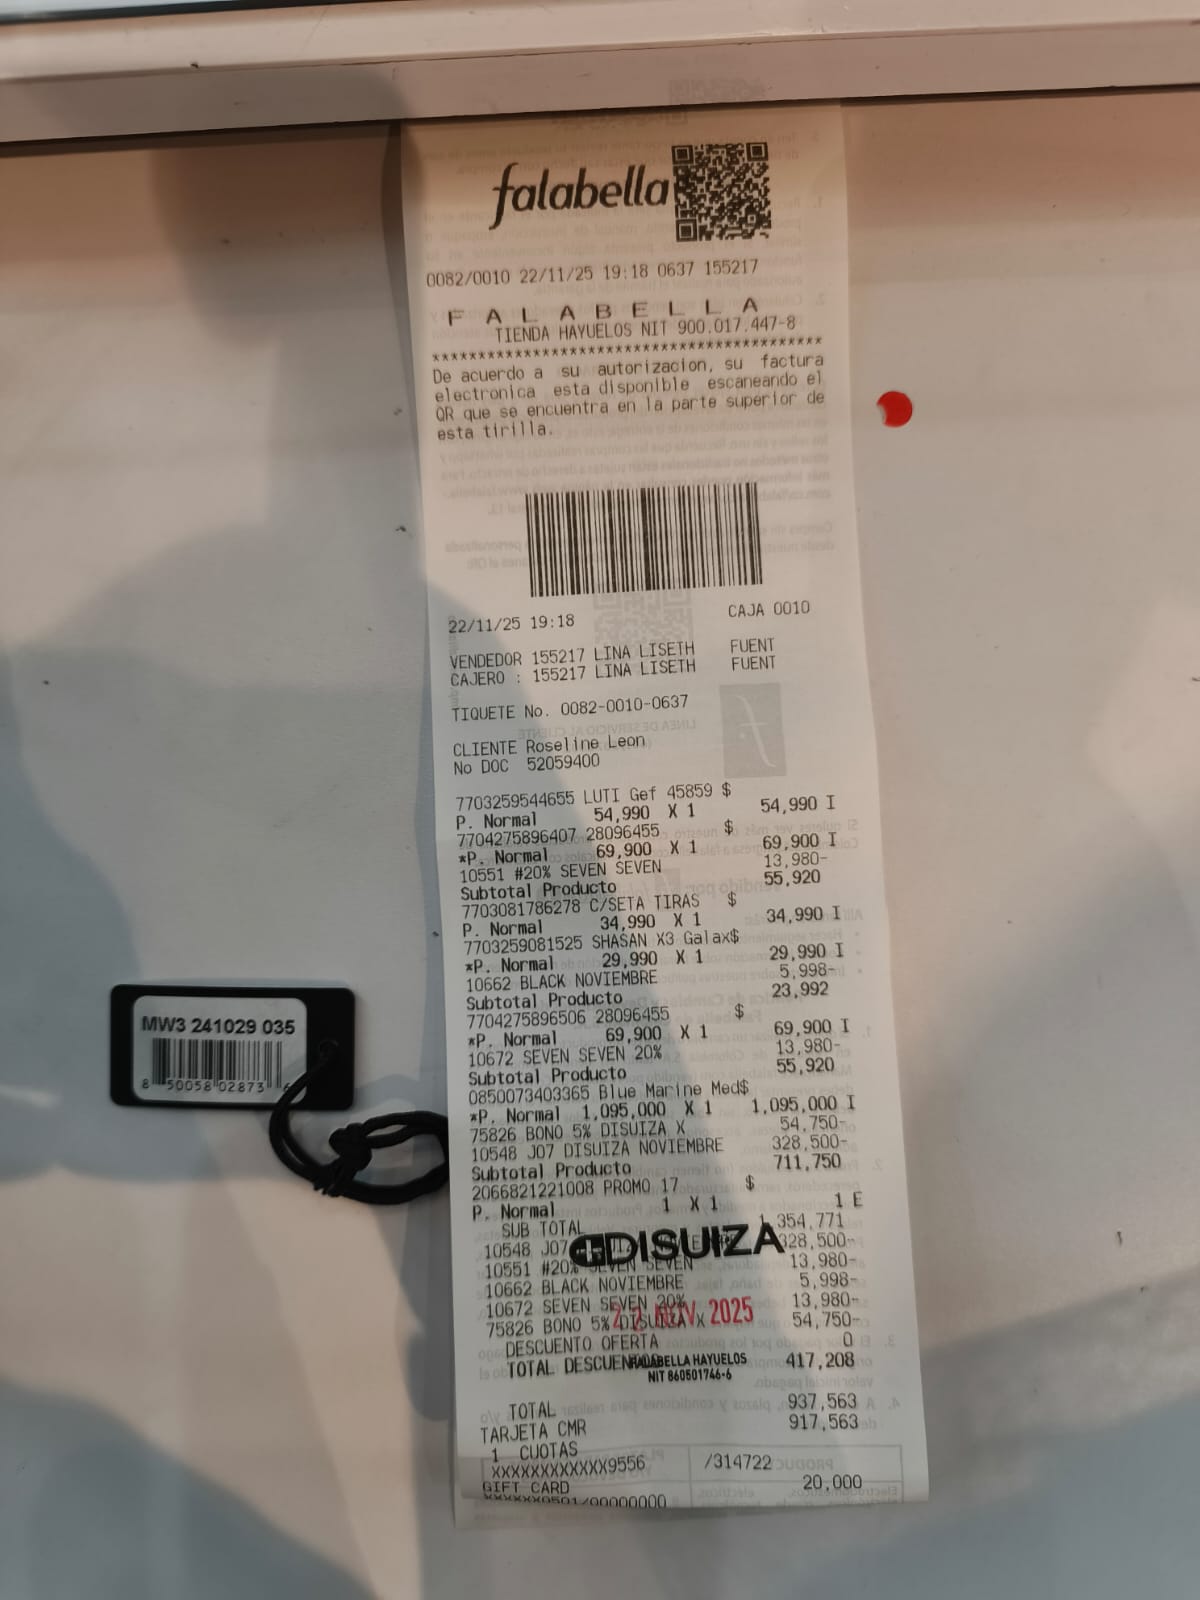 falabella
0082/0010 22/11/25 19:18 0637 155217
F A L A B E L L A
TIENDA HAYUELOS NIT 900.017.447-8
******************************************
De acuerdo a su autorizacion, su factura
electronica esta disponible escaneando el
QR que se encuentra en la parte superior de
esta tirilla.
22/11/25 19:18 CAJA 0010
VENDEDOR 155217 LINA LISETH FUENT
CAJERO : 155217 LINA LISETH FUENT
TIQUETE No. 0082-0010-0637
CLIENTE Roseline Leon
No DOC 52059400
7703259544655 LUTI Gef 45859 $
P. Normal 54,990 X 1 54,990 I
7704275896407 28096455 $
*P. Normal 69,900 X 1 69,900 I
10551 #20% SEVEN SEVEN 13,980-
Subtotal Producto 55,920
7703081786278 C/SETA TIRAS $
P. Normal 34,990 X 1 34,990 I
7703259081525 SHASAN X3 Galax$
*P. Normal 29,990 X 1 29,990 I
10662 BLACK NOVIEMBRE 5,998-
Subtotal Producto 23,992
7704275896506 28096455 $
*P. Normal 69,900 X 1 69,900 I
10672 SEVEN SEVEN 20% 13,980-
Subtotal Producto 55,920
0850073403365 Blue Marine Med$
*P. Normal 1,095,000 X 1 1,095,000 I
75826 BONO 5% DISUIZA X 54,750-
10548 J07 DISUIZA NOVIEMBRE 328,500-
Subtotal Producto 711,750
2066821221008 PROMO 17 $
P. Normal 1 X 1 1 E
SUB TOTAL 1,354,771
10548 J07 328,500-
DISUIZA
10551 #20% SEVEN SEVEN 13,980-
10662 BLACK NOVIEMBRE 5,998-
10672 SEVEN SEVEN 20% 13,980-
22 NOV 2025
75826 BONO 5% DISUIZA X 54,750-
DESCUENTO OFERTA 0
TOTAL DESCUENTO 417,208
FALABELLA HAYUELOS
NIT 860501746-6
TOTAL 937,563
TARJETA CMR 917,563
1 CUOTAS
XXXXXXXXXXXX9556 /314722
GIFT CARD 20,000
XXXXXX0501/00000000
MW3 241029 035
8 50058 02873